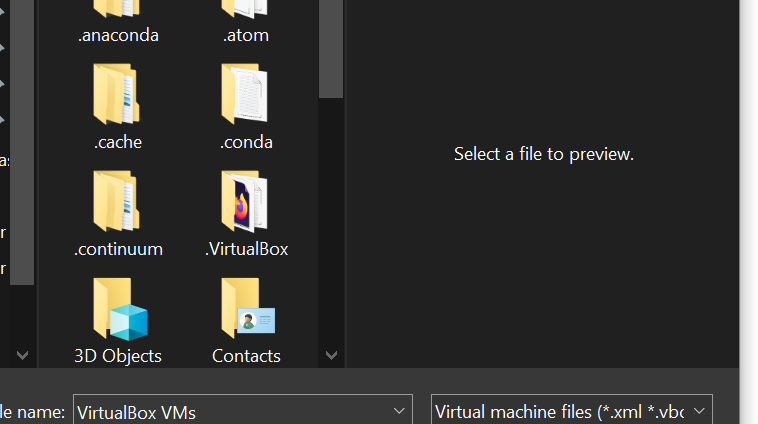 .anaconda
.atom
.cache
.conda
Select a file to preview.
.continuum
.VirtualBox
3D Objects
Contacts
le name:
VirtualBox VMs
Virtual machine files (*.xml *.vbo